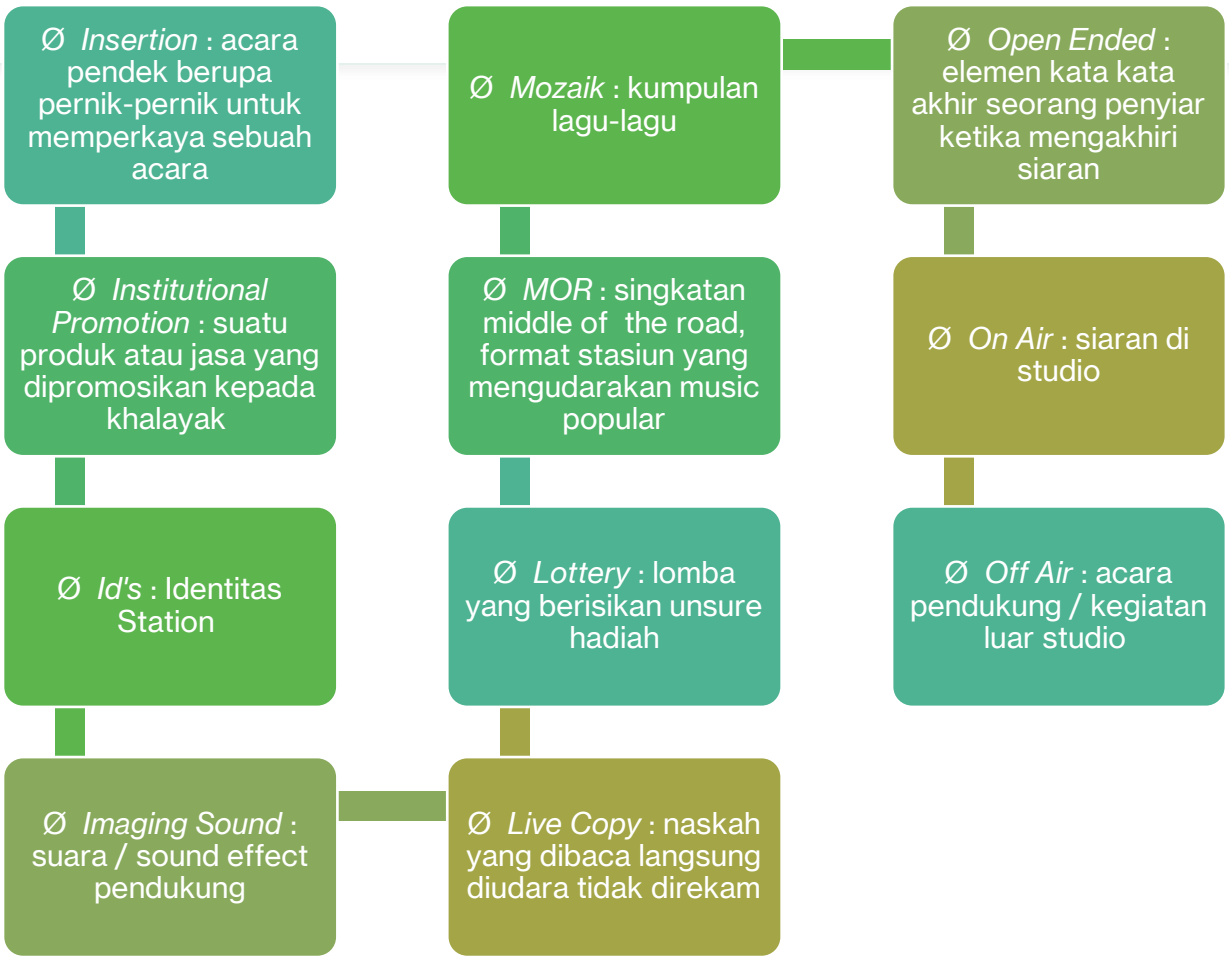 Ø Insertion : acara
pendek berupa
pernik-pernik untuk
memperkaya sebuah
acara
Ø Institutional
Promotion : suatu
produk atau jasa yang
dipromosikan kepada
khalayak
Ø Id's : Identitas
Station
Ø Imaging Sound :
suara / sound effect
pendukung
Ø Live Copy : naskah
yang dibaca langsung
diudara tidak direkam
Ø Lottery : lomba
yang berisikan unsure
hadiah
Ø MOR : singkatan
middle of the road,
format stasiun yang
mengudarakan music
popular
Ø Mozaik : kumpulan
lagu-lagu
Ø Open Ended :
elemen kata kata
akhir seorang penyiar
ketika mengakhiri
siaran
Ø On Air : siaran di
studio
Ø Off Air : acara
pendukung / kegiatan
luar studio